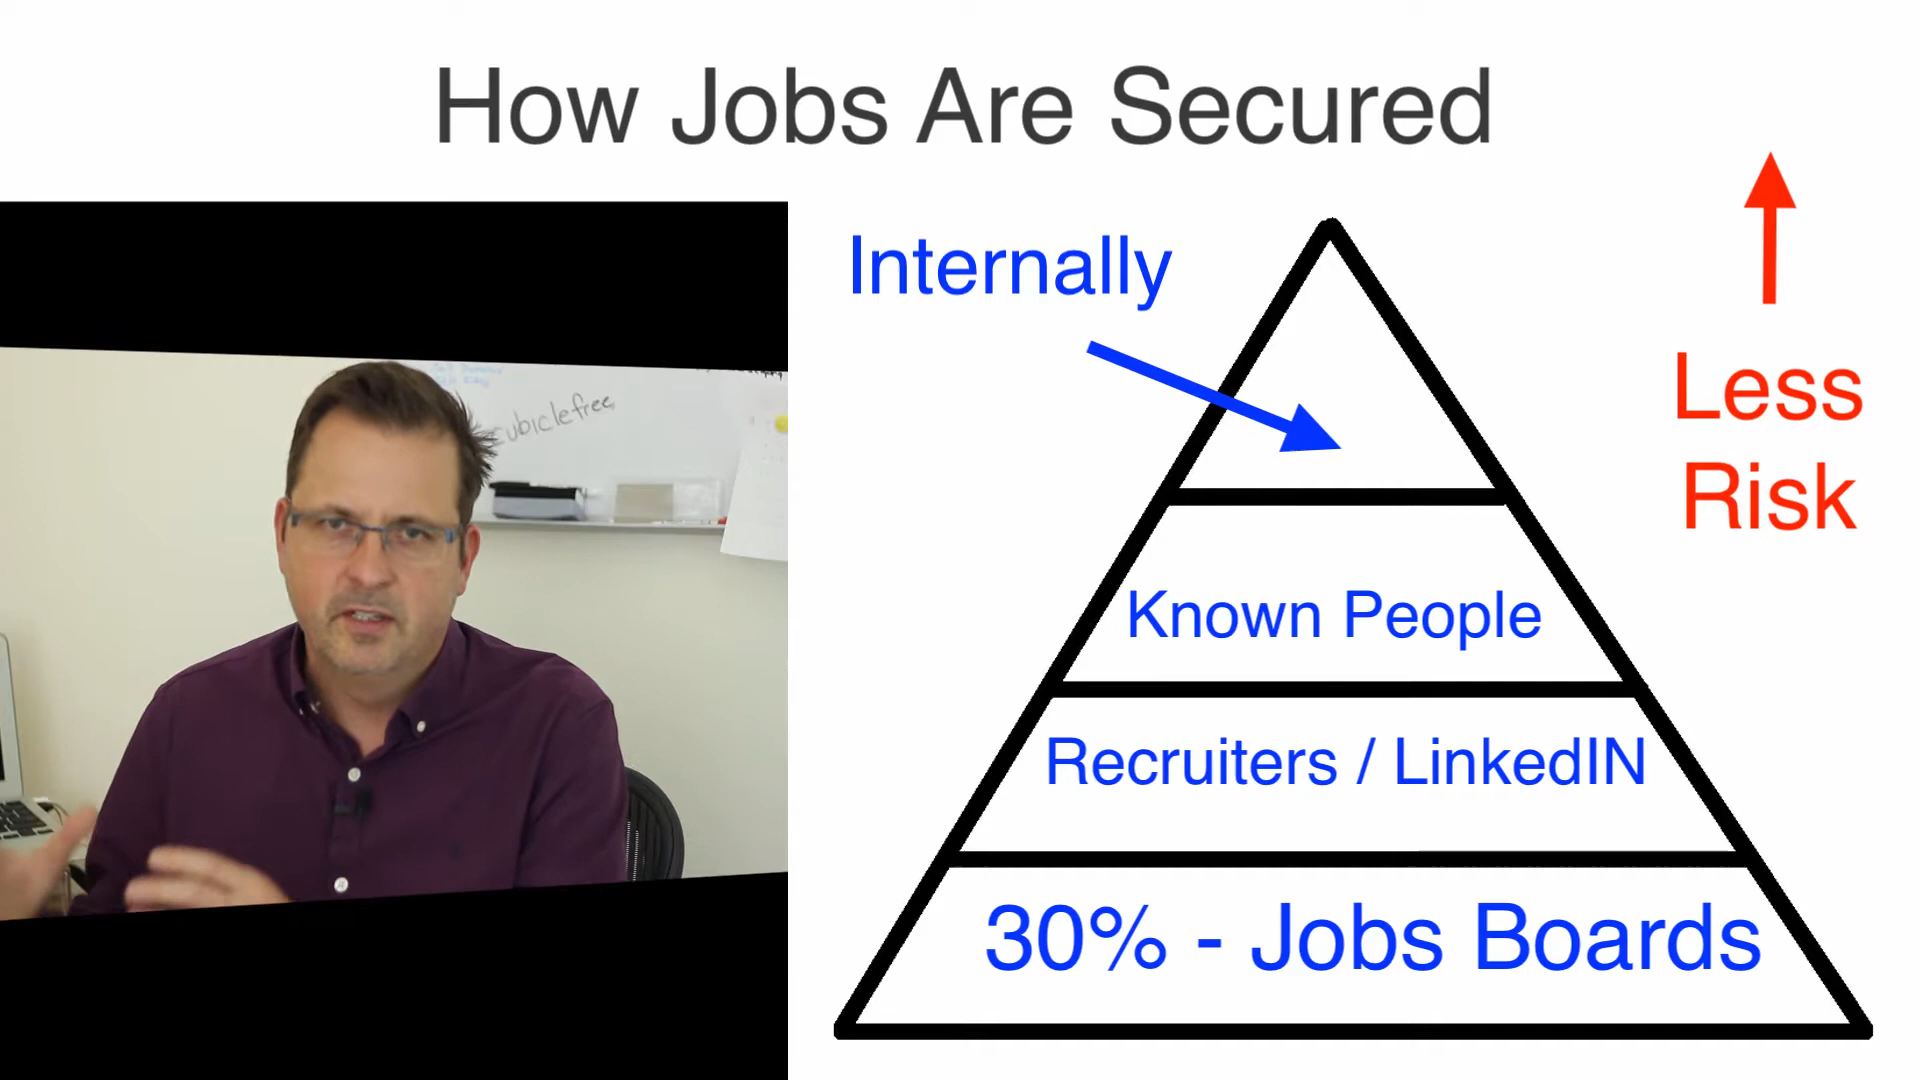 How Jobs Are Secured
Internally
Less
Risk
cubiclefree
Known People
Recruiters / LinkedIN
30% - Jobs Boards